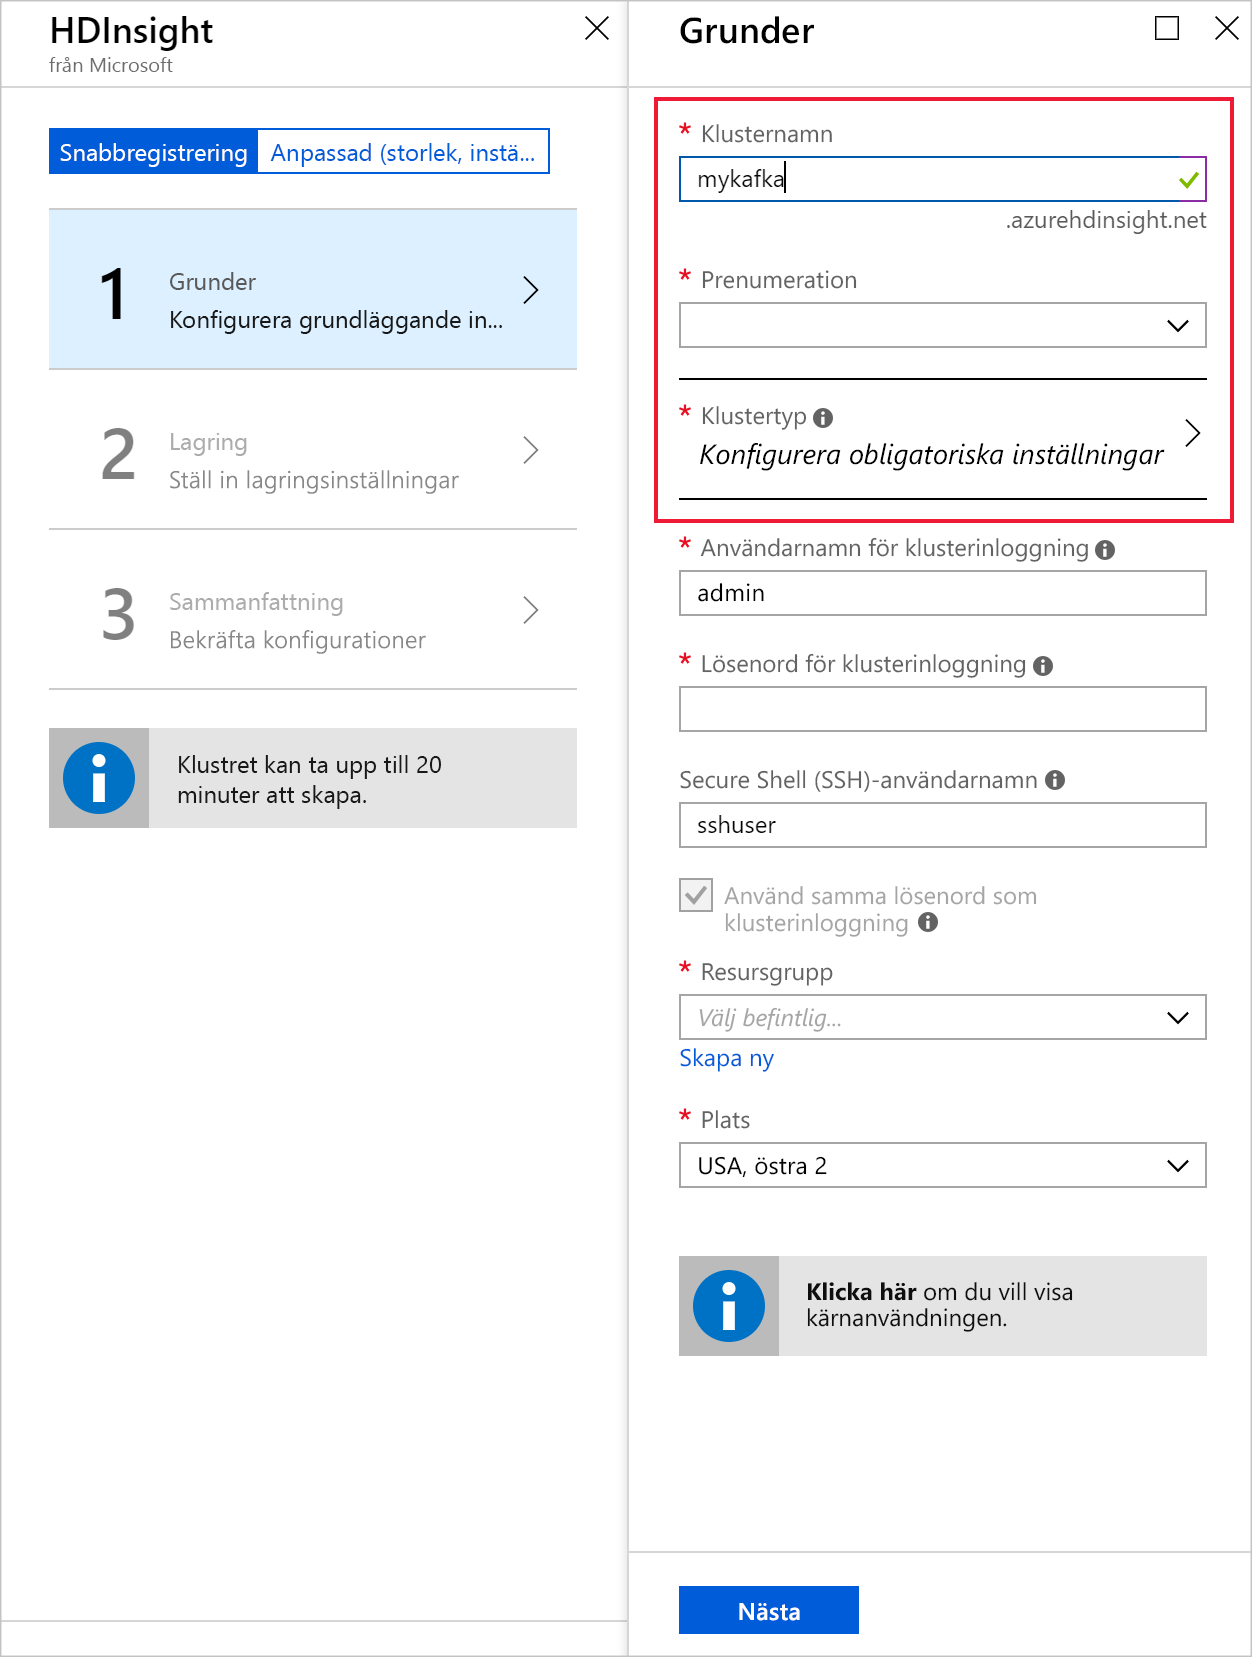 HDInsight
från Microsoft
Snabbregistrering
Anpassad (storlek, instä...
1
Grunder
Konfigurera grundläggande in...
2
Lagring
Ställ in lagringsinställningar
3
Sammanfattning
Bekräfta konfigurationer
Klustret kan ta upp till 20
minuter att skapa.
Grunder
* Klusternamn
mykafka
.azurehdinsight.net
* Prenumeration
* Klustertyp
Konfigurera obligatoriska inställningar
* Användarnamn för klusterinloggning
admin
* Lösenord för klusterinloggning
Secure Shell (SSH)-användarnamn
sshuser
Använd samma lösenord som
klusterinloggning
* Resursgrupp
Välj befintlig...
Skapa ny
* Plats
USA, östra 2
Klicka här om du vill visa
kärnanvändningen.
Nästa